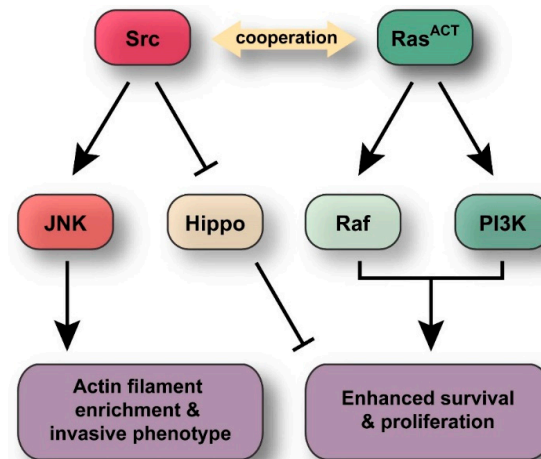 Src
cooperation
Ras^ACT
JNK
Hippo
Raf
PI3K
Actin filament
enrichment &
invasive phenotype
Enhanced survival
& proliferation